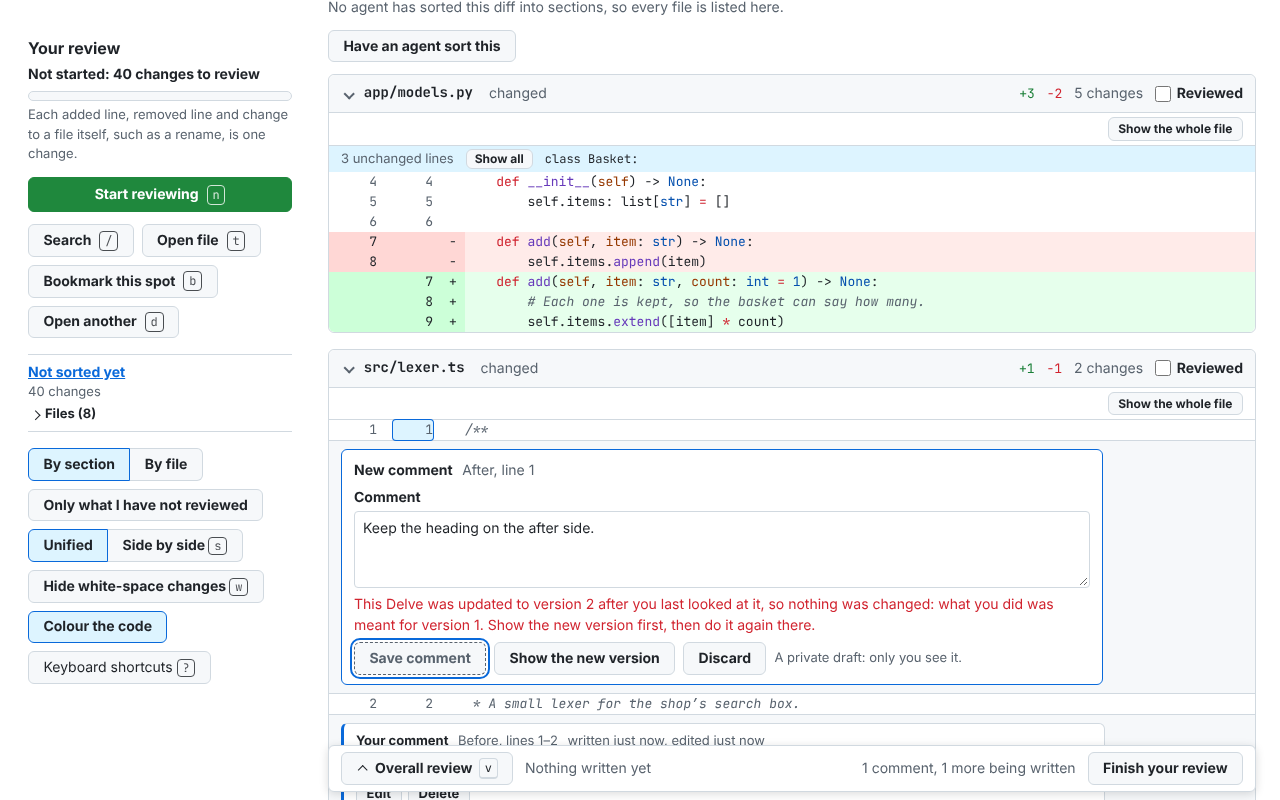 No agent has sorted this diff into sections, so every file is listed here.
Have an agent sort this
Your review
Not started: 40 changes to review
Each added line, removed line and change
to a file itself, such as a rename, is one
change.
Start reviewing n
Search /
Open file t
Bookmark this spot b
Open another d
Not sorted yet
40 changes
Files (8)
By section
By file
Only what I have not reviewed
Unified
Side by side s
Hide white-space changes w
Colour the code
Keyboard shortcuts ?
app/models.py changed +3 -2 5 changes Reviewed
Show the whole file
3 unchanged lines Show all class Basket:
4 4 def __init__(self) -> None:
5 5 self.items: list[str] = []
6 6
7 - def add(self, item: str) -> None:
8 - self.items.append(item)
7 + def add(self, item: str, count: int = 1) -> None:
8 + # Each one is kept, so the basket can say how many.
9 + self.items.extend([item] * count)
src/lexer.ts changed +1 -1 2 changes Reviewed
Show the whole file
1 1 /**
New comment After, line 1
Comment
Keep the heading on the after side.
This Delve was updated to version 2 after you last looked at it, so nothing was changed: what you did was
meant for version 1. Show the new version first, then do it again there.
Save comment Show the new version Discard A private draft: only you see it.
2 2 * A small lexer for the shop’s search box.
Your comment Before, lines 1–2 written just now, edited just now
Overall review v Nothing written yet 1 comment, 1 more being written Finish your review
Edit Delete